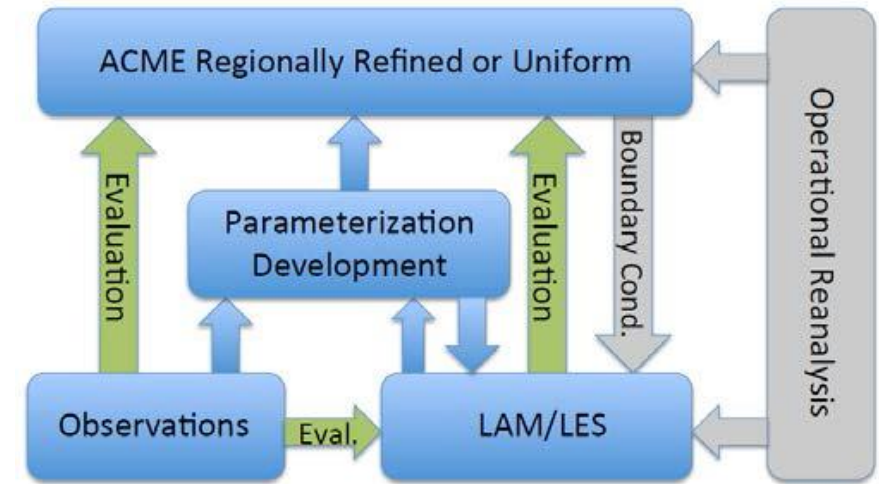 ACME Regionally Refined or Uniform
Evaluation
Parameterization
Development
Evaluation
Boundary Cond.
Operational Reanalysis
Observations
Eval.
LAM/LES